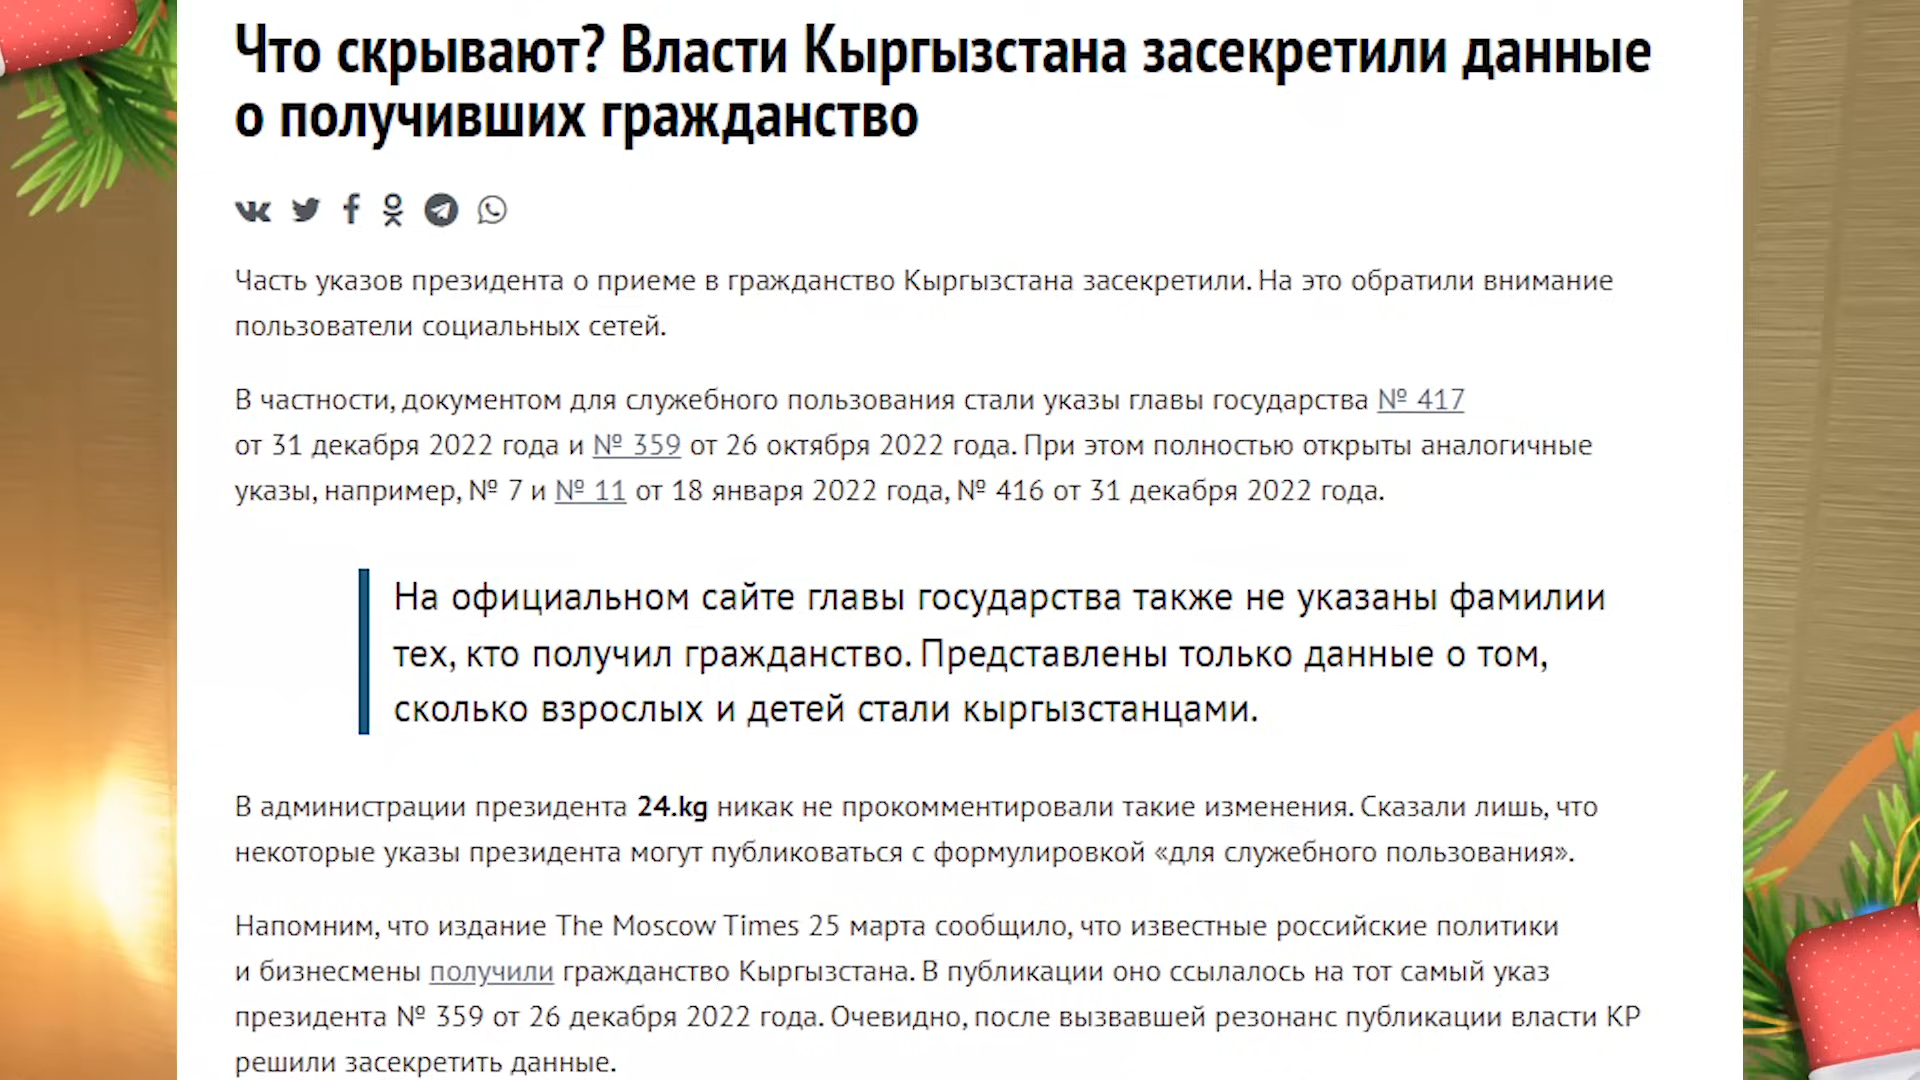 Что скрывают? Власти Кыргызстана засекретили данные
о получивших гражданство
Часть указов президента о приеме в гражданство Кыргызстана засекретили. На это обратили внимание
пользователи социальных сетей.
В частности, документом для служебного пользования стали указы главы государства № 417
от 31 декабря 2022 года и № 359 от 26 октября 2022 года. При этом полностью открыты аналогичные
указы, например, № 7 и № 11 от 18 января 2022 года, № 416 от 31 декабря 2022 года.
На официальном сайте главы государства также не указаны фамилии
тех, кто получил гражданство. Представлены только данные о том,
сколько взрослых и детей стали кыргызстанцами.
В администрации президента 24.kg никак не прокомментировали такие изменения. Сказали лишь, что
некоторые указы президента могут публиковаться с формулировкой «для служебного пользования».
Напомним, что издание The Moscow Times 25 марта сообщило, что известные российские политики
и бизнесмены получили гражданство Кыргызстана. В публикации оно ссылалось на тот самый указ
президента № 359 от 26 декабря 2022 года. Очевидно, после вызвавшей резонанс публикации власти КР
решили засекретить данные.